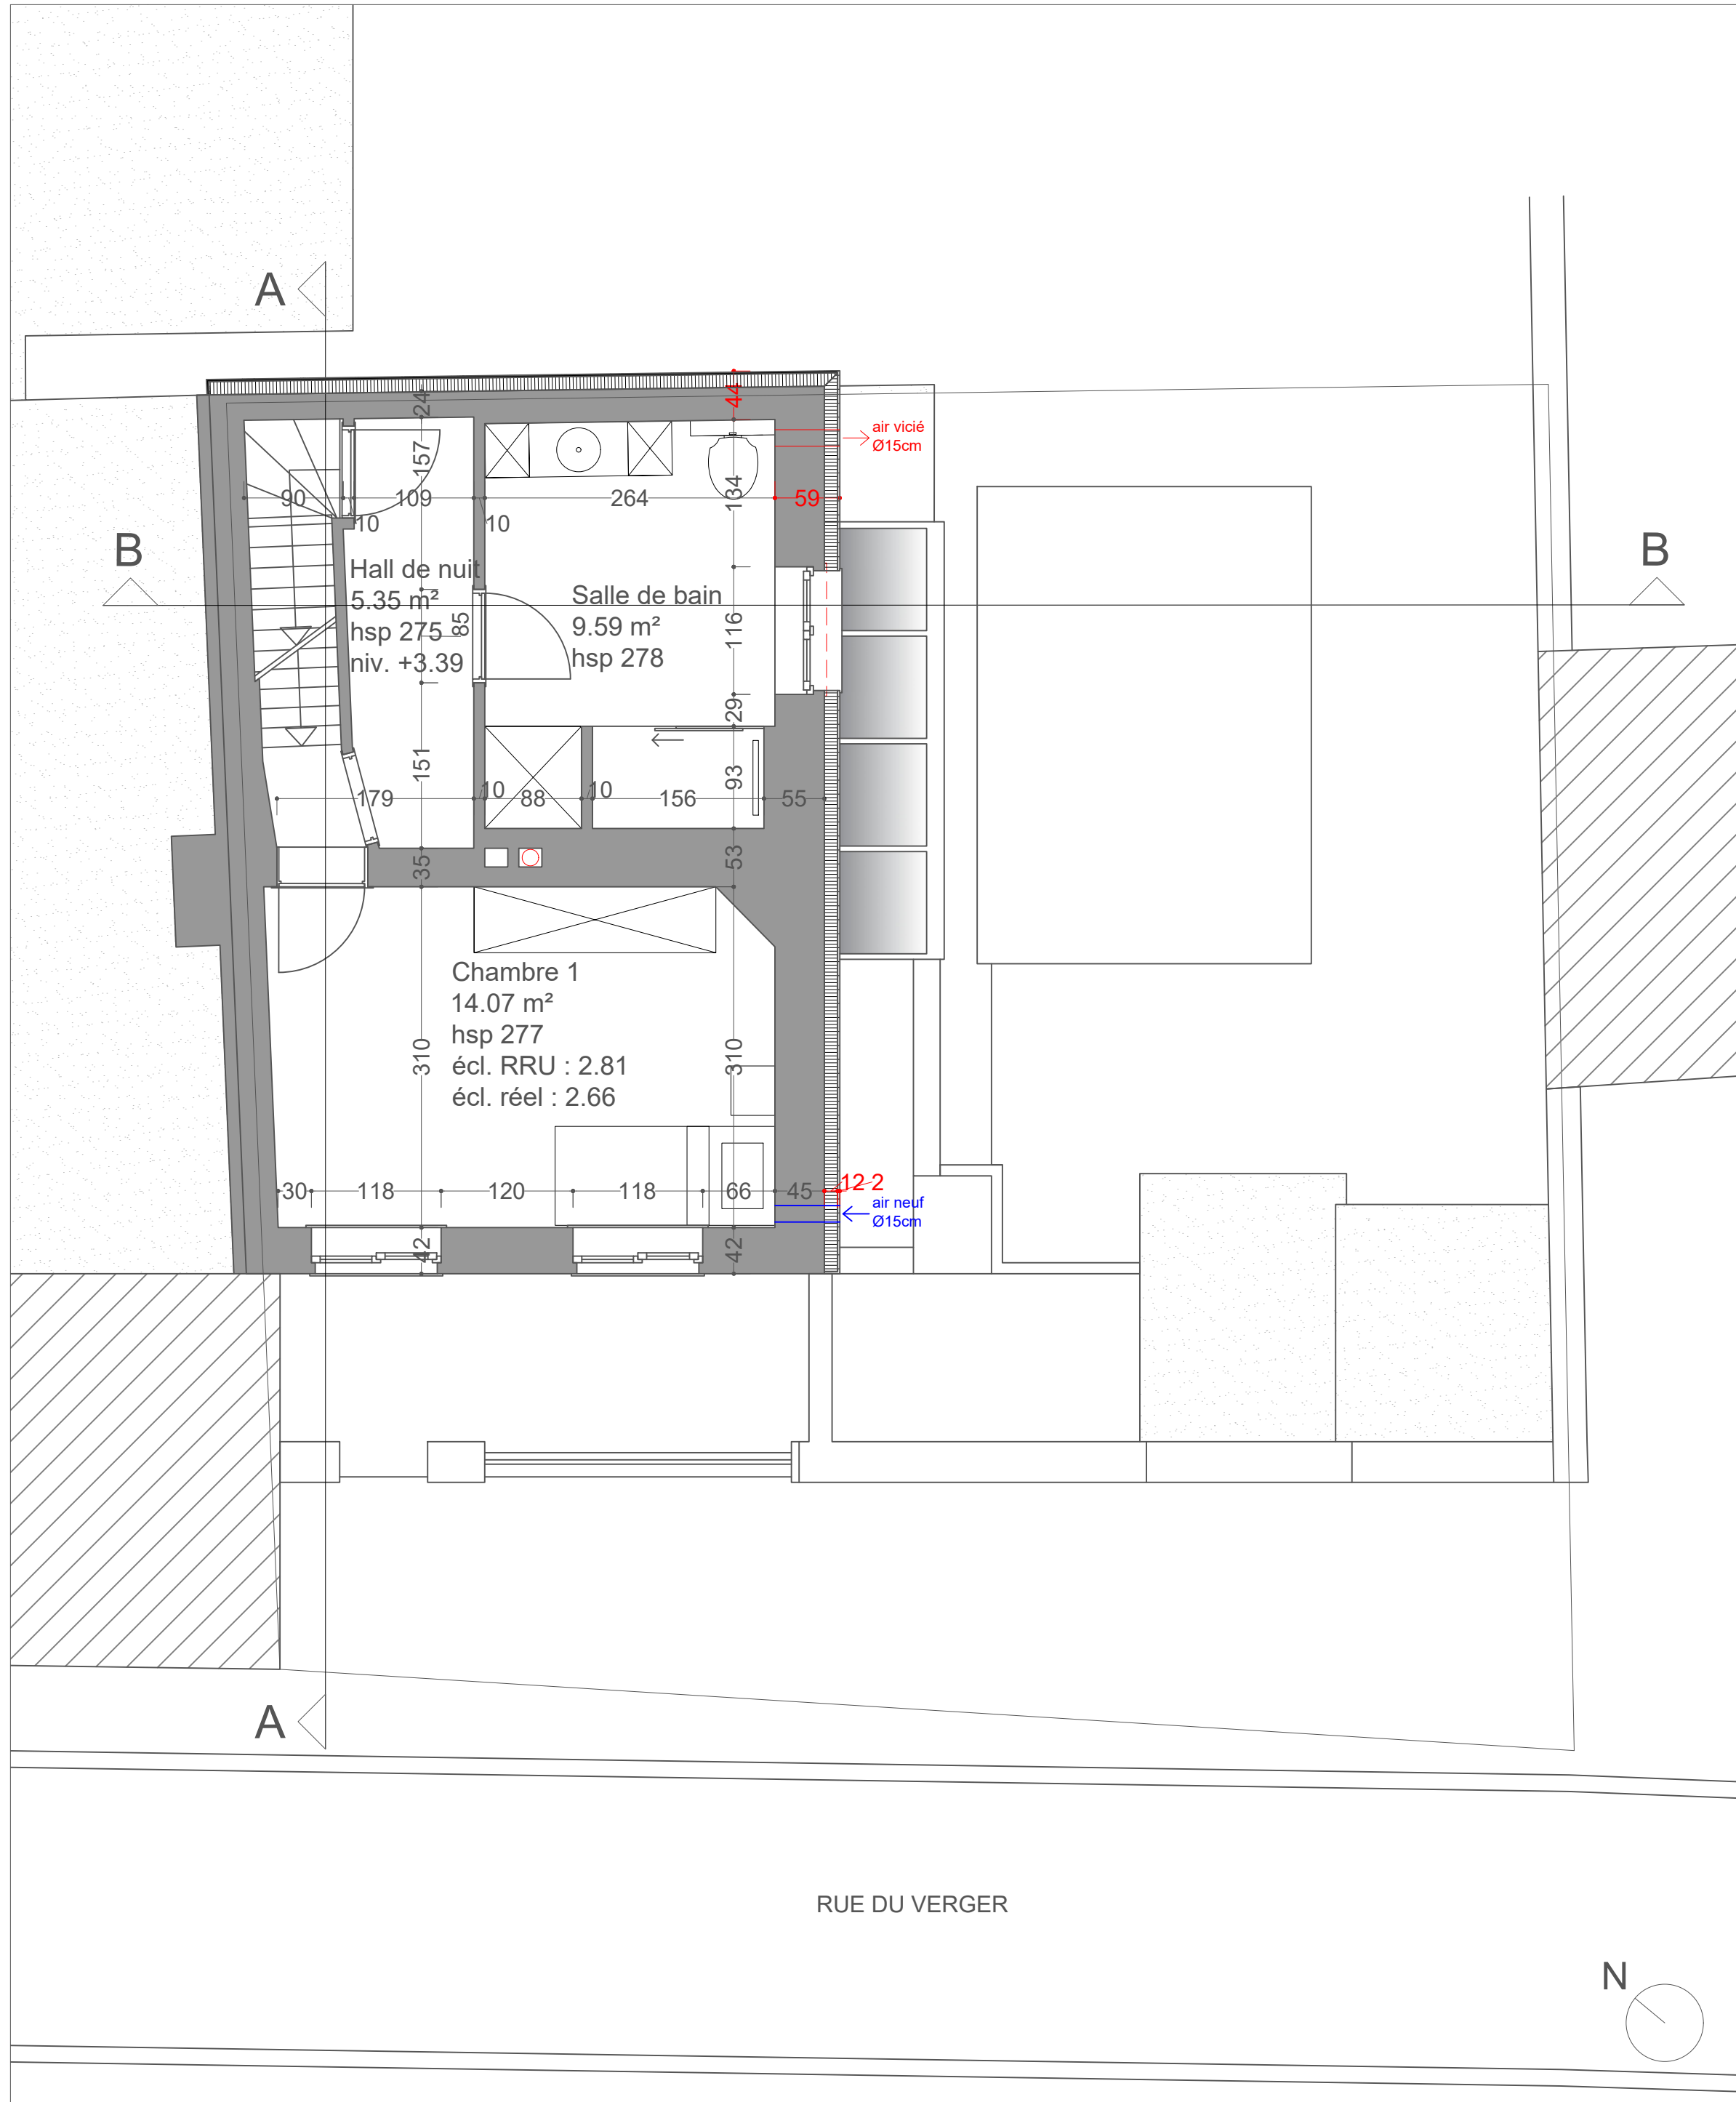 A
44
24
air vicié
Ø15cm
157
134
90
109
264
59
10
10
B
B
Hall de nuit
5.35 m²
hsp 275
niv. +3.39
85
Salle de bain
9.59 m²
hsp 278
116
29
151
93
179
10
88
10
156
55
35
53
Chambre 1
14.07 m²
hsp 277
écl. RRU : 2.81
écl. réel : 2.66
310
310
30
118
120
118
66
45
12
2
air neuf
Ø15cm
42
42
A
RUE DU VERGER
N